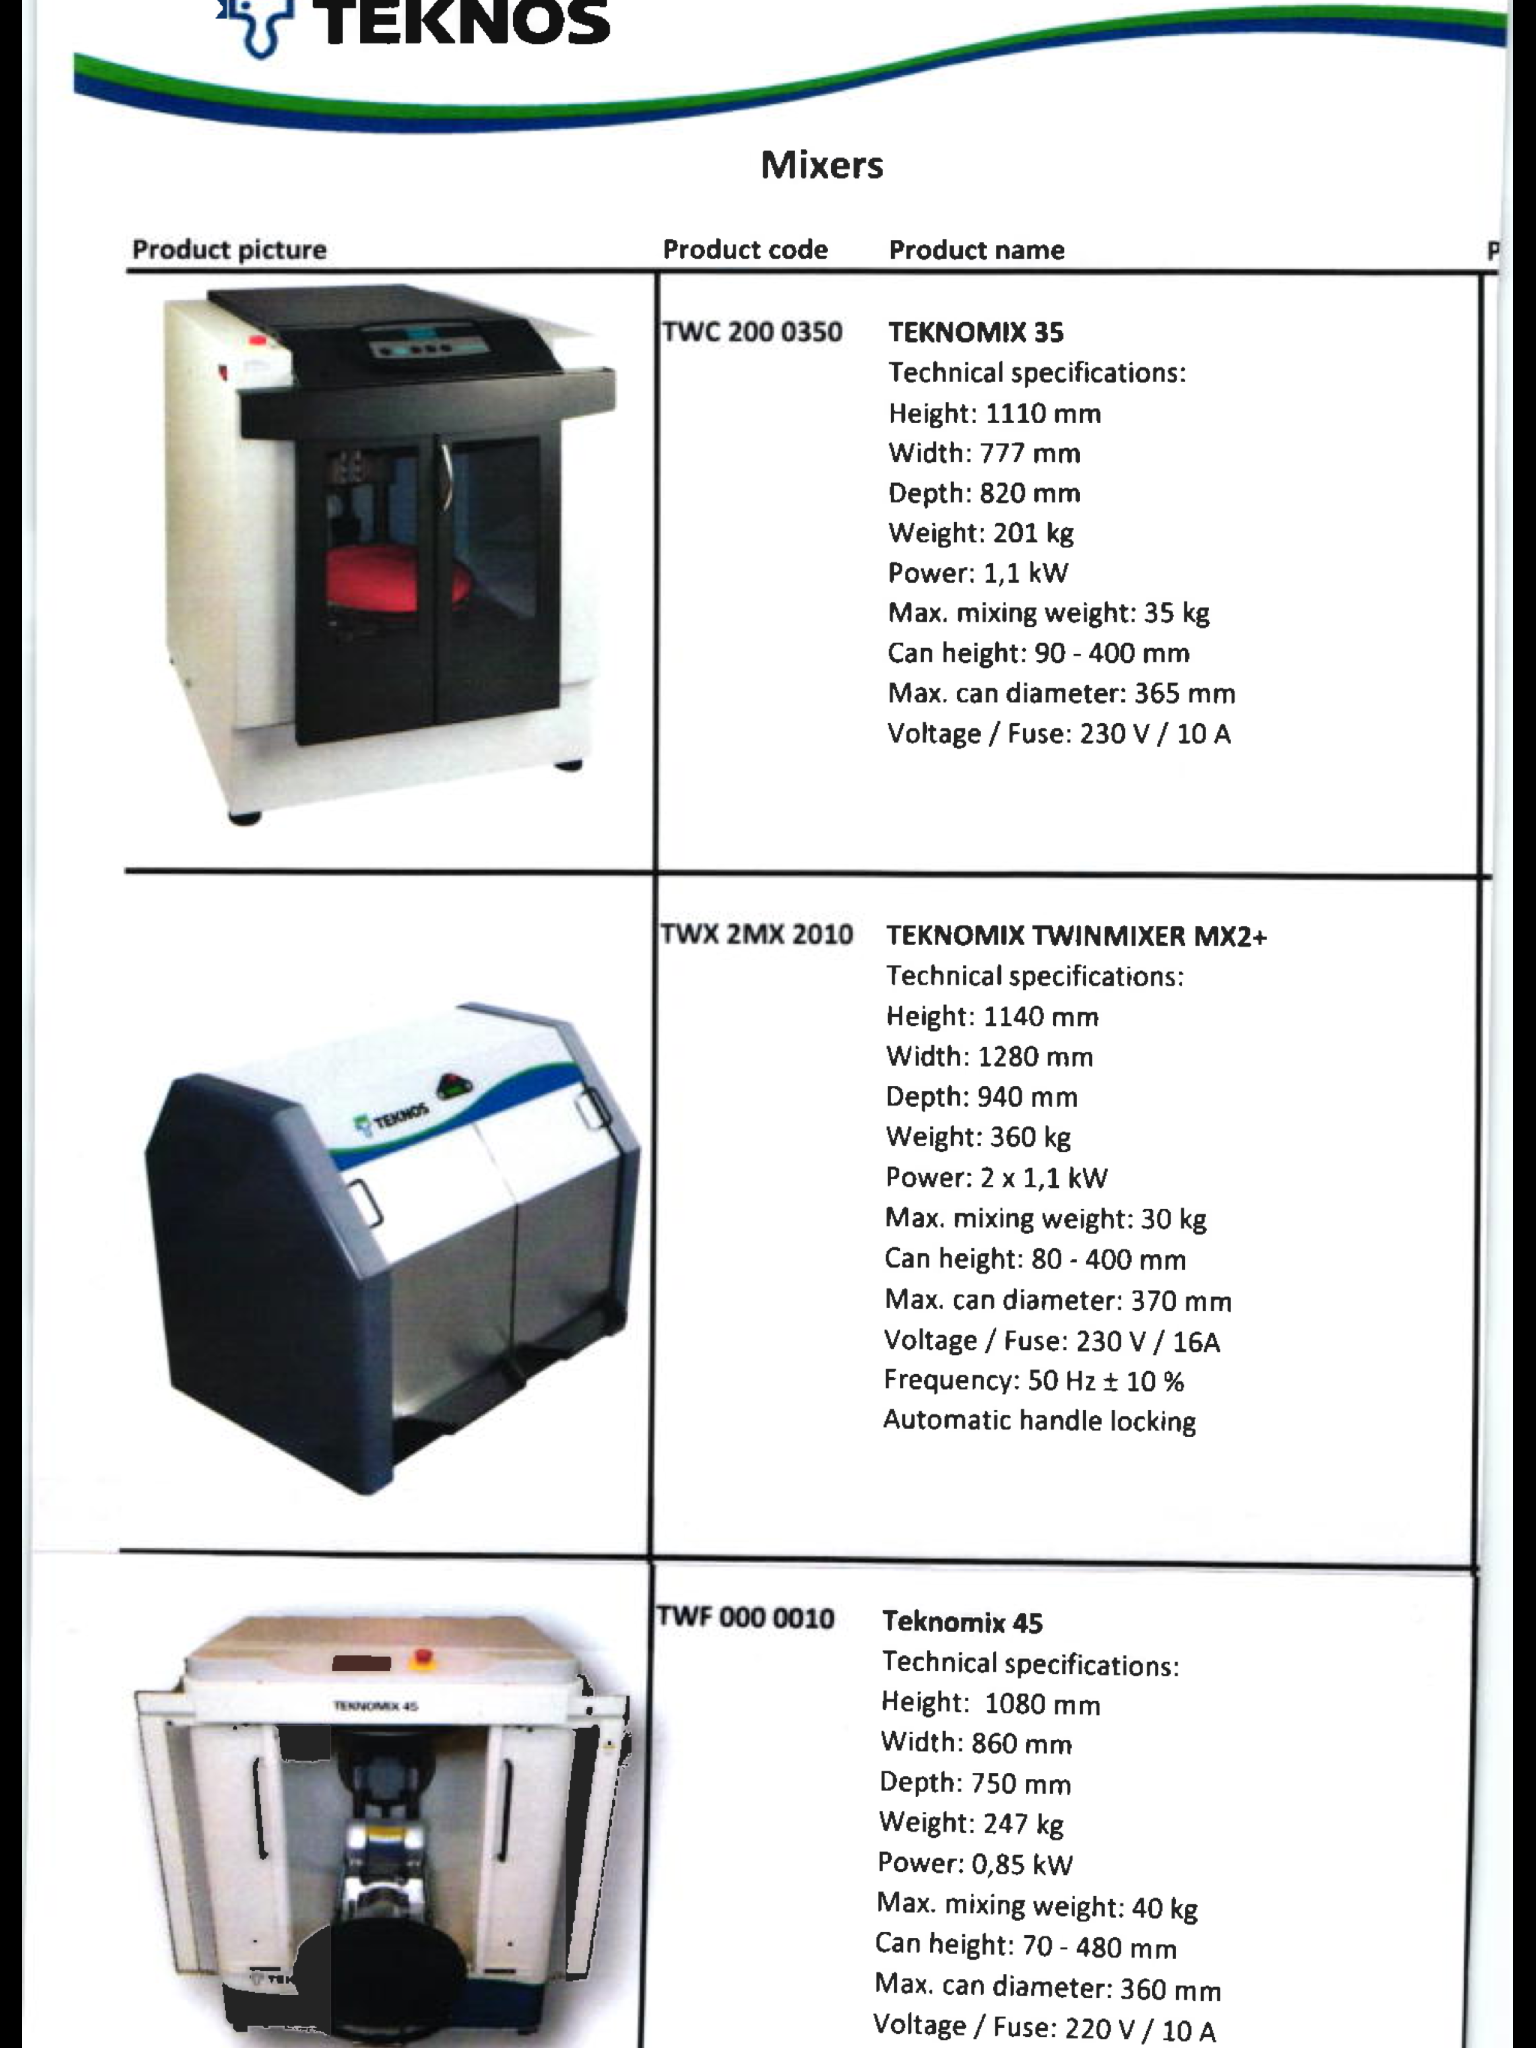 TEKNOS
Mixers
Product picture Product code Product name
TWC 200 0350 TEKNOMIX 35
Technical specifications:
Height: 1110 mm
Width: 777 mm
Depth: 820 mm
Weight: 201 kg
Power: 1,1 kW
Max. mixing weight: 35 kg
Can height: 90 - 400 mm
Max. can diameter: 365 mm
Voltage / Fuse: 230 V / 10 A
TWX 2MX 2010 TEKNOMIX TWINMIXER MX2+
Technical specifications:
Height: 1140 mm
Width: 1280 mm
Depth: 940 mm
TEKNOS
Weight: 360 kg
Power: 2 x 1,1 kW
Max. mixing weight: 30 kg
Can height: 80 - 400 mm
Max. can diameter: 370 mm
Voltage / Fuse: 230 V / 16A
Frequency: 50 Hz ± 10 %
Automatic handle locking
TWF 000 0010 Teknomix 45
Technical specifications:
Height: 1080 mm
TEKNOMIX 45
Width: 860 mm
Depth: 750 mm
Weight: 247 kg
Power: 0,85 kW
Max. mixing weight: 40 kg
Can height: 70 - 480 mm
Max. can diameter: 360 mm
Voltage / Fuse: 220 V / 10 A